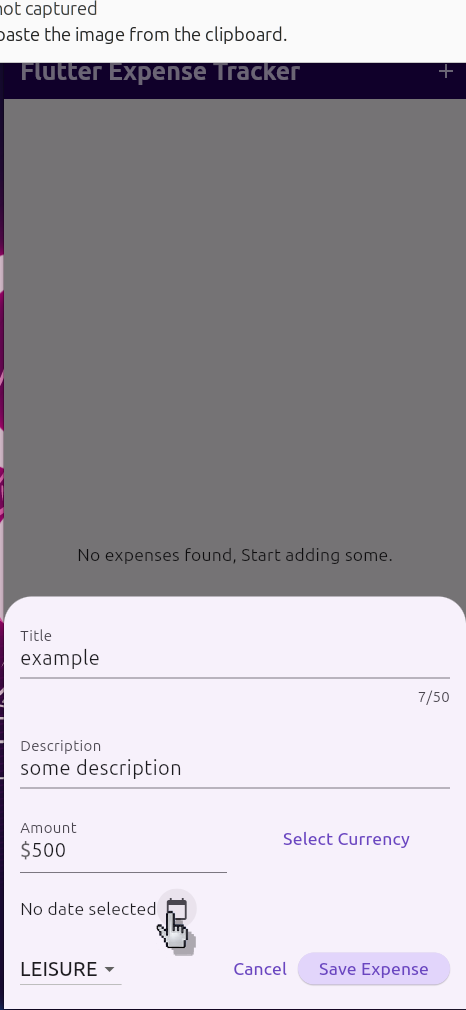 not captured
paste the image from the clipboard.
Flutter Expense Tracker +
No expenses found, Start adding some.
Title
example
7/50
Description
some description
Amount
$500
Select Currency
No date selected
LEISURE
Cancel
Save Expense